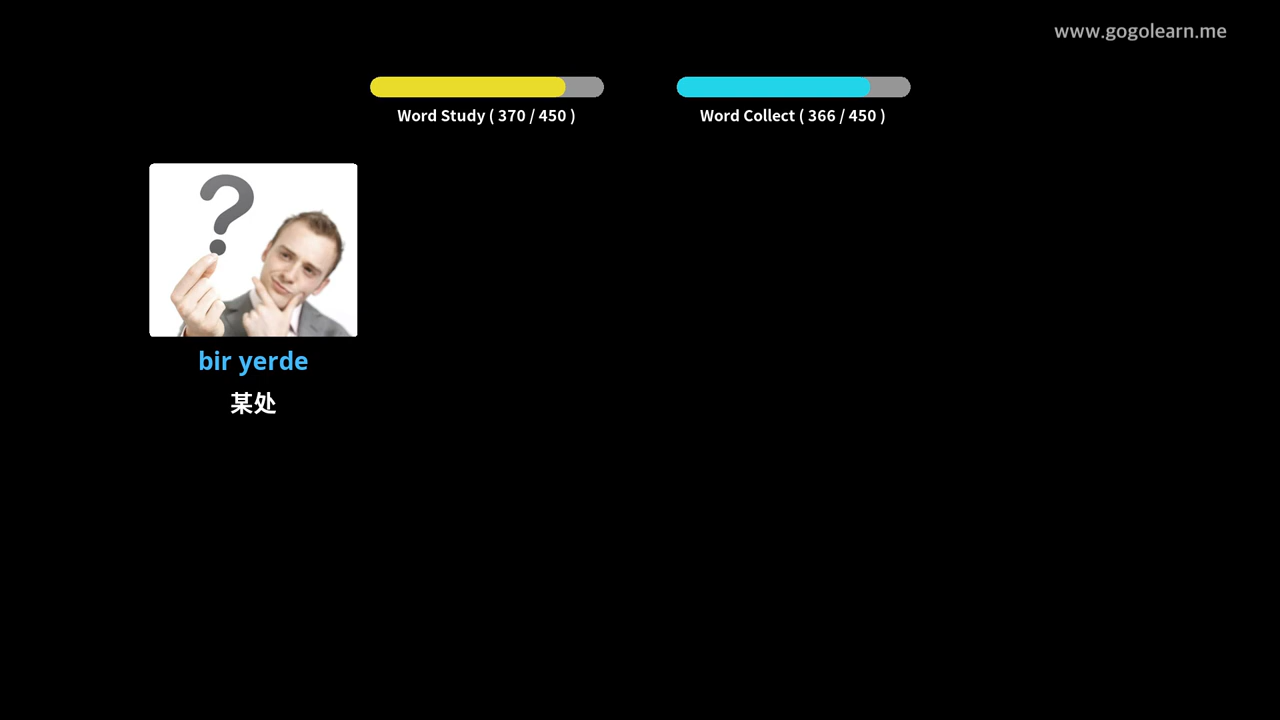 www.gogolearn.me
Word Study ( 370 / 450 )
Word Collect ( 366 / 450 )
?
bir yerde
某处